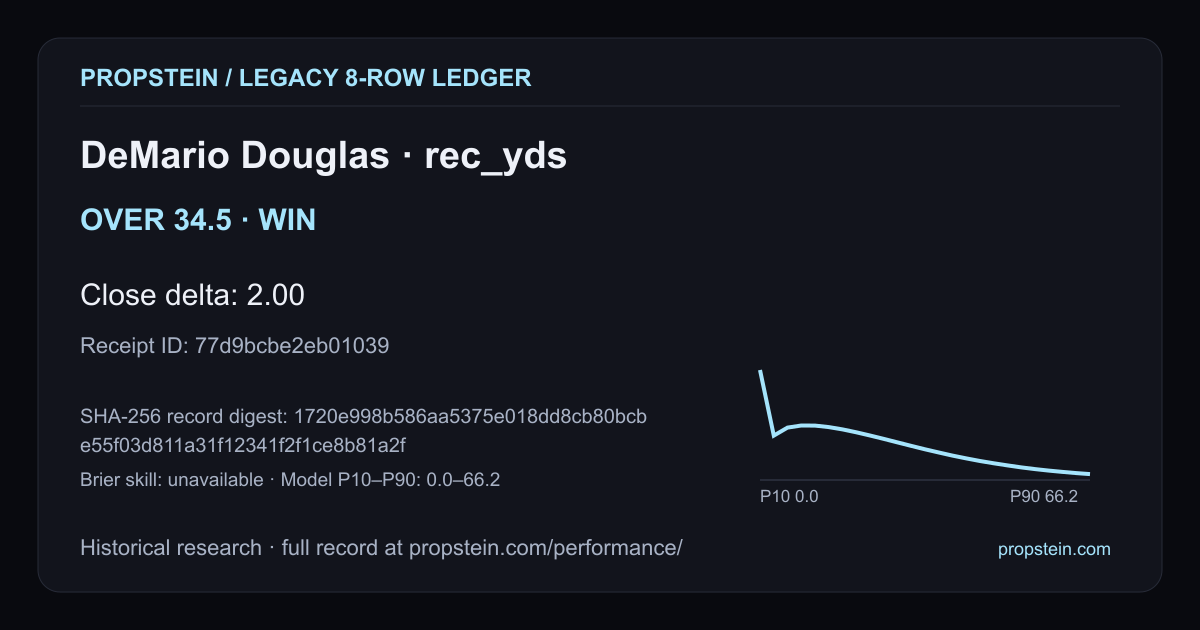 PROPSTEIN / LEGACY 8-ROW LEDGER
DeMario Douglas · rec_yds
OVER 34.5 · WIN
Close delta: 2.00
Receipt ID: 77d9bcbe2eb01039
SHA-256 record digest: 1720e998b586aa5375e018dd8cb80bcb
e55f03d811a31f12341f2f1ce8b81a2f
Brier skill: unavailable · Model P10–P90: 0.0–66.2
P10 0.0
P90 66.2
Historical research · full record at propstein.com/performance/
propstein.com